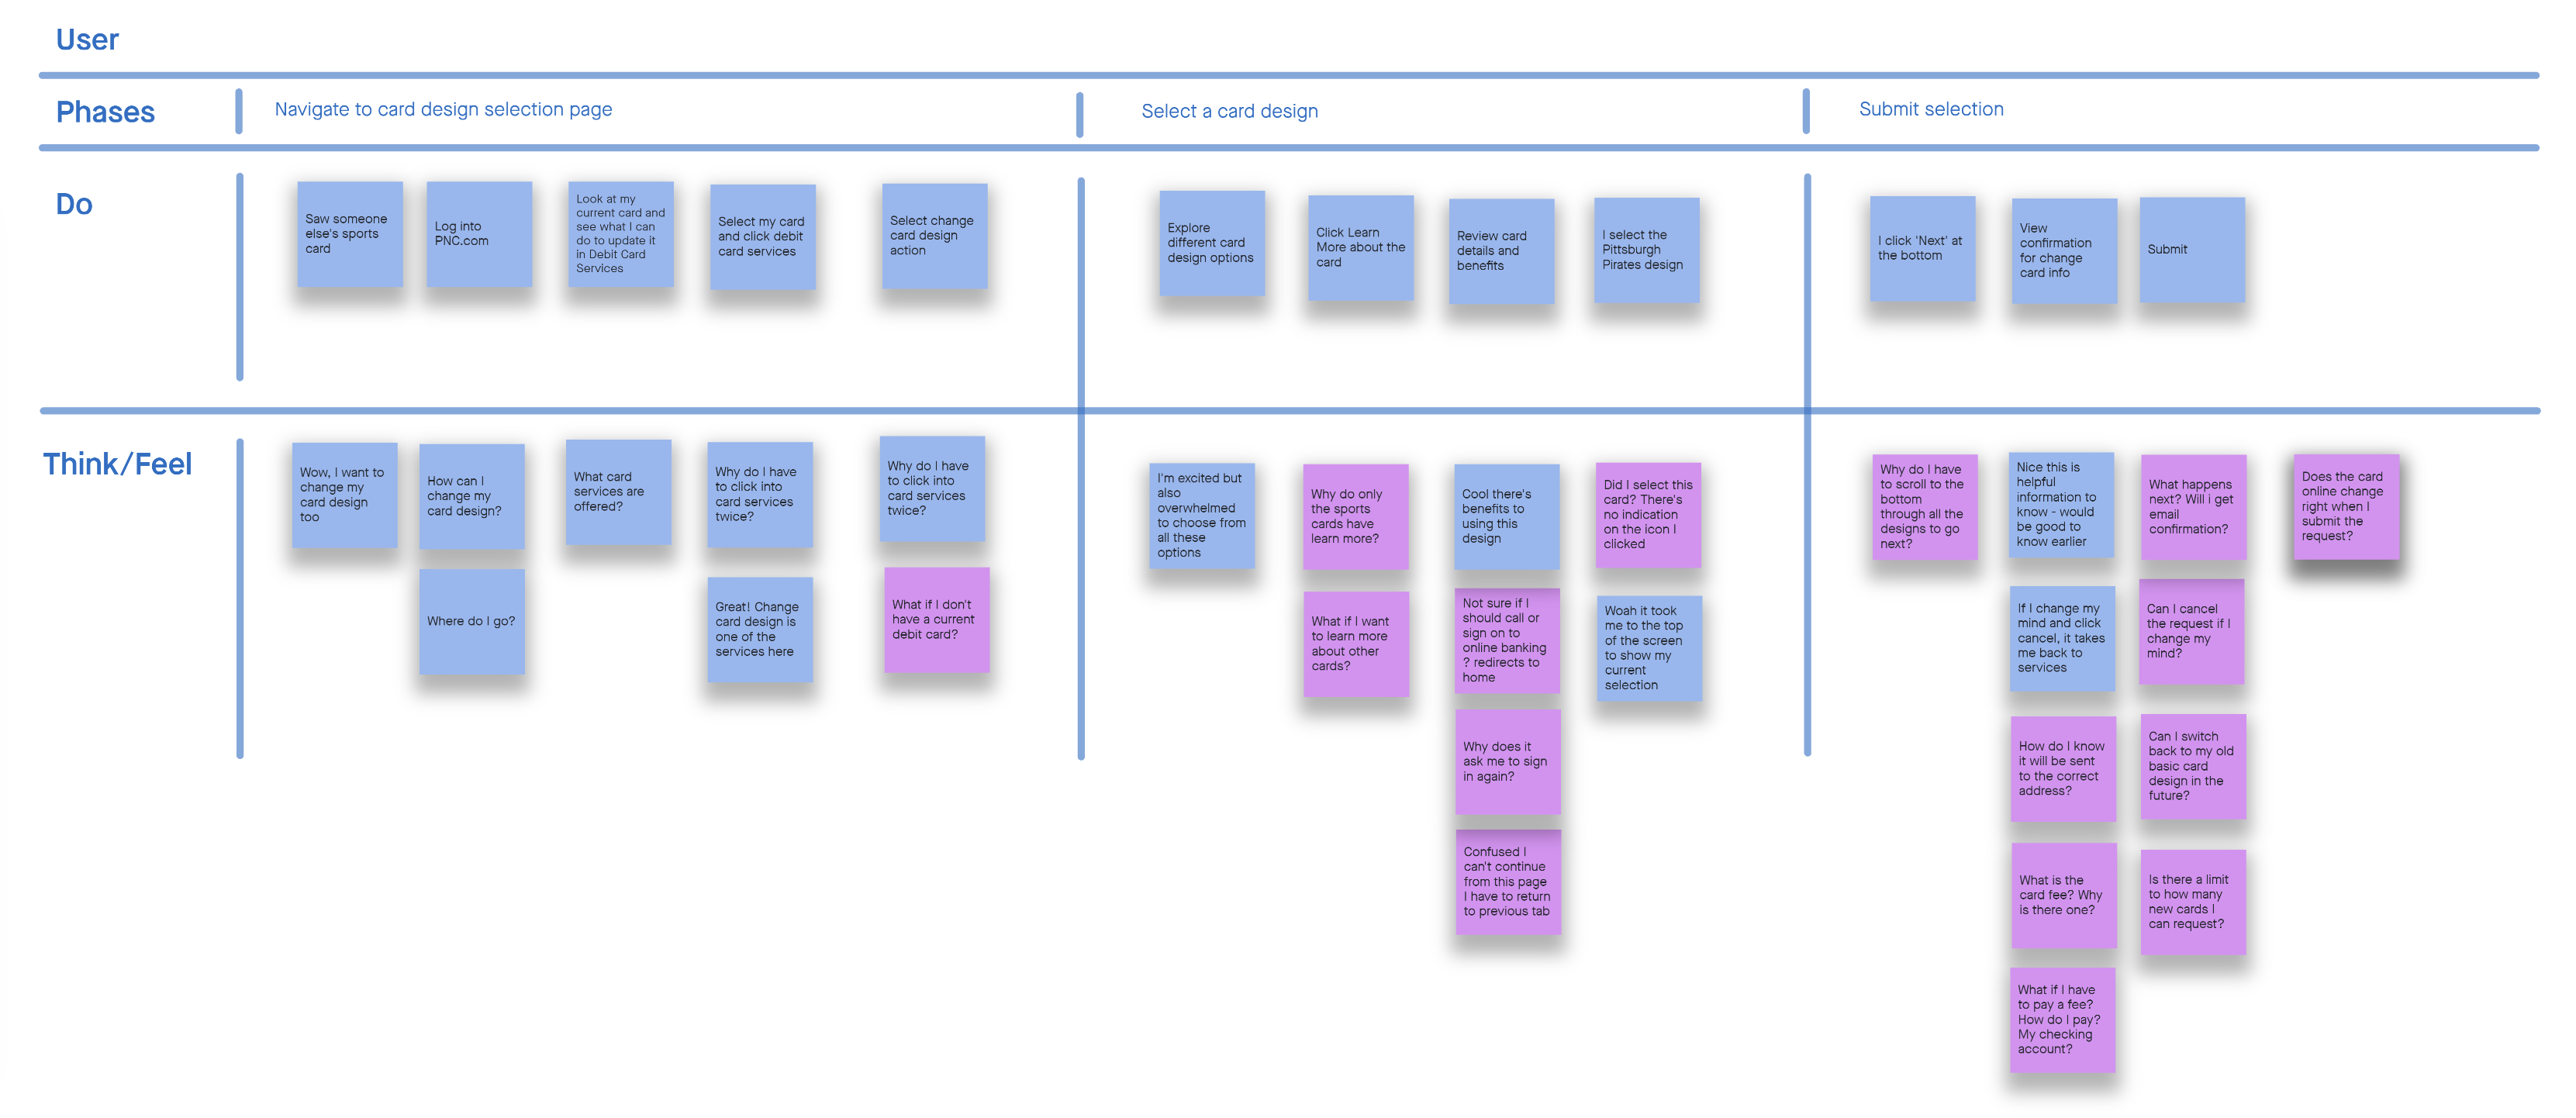 User
Phases
Navigate to card design selection page
Select a card design
Submit selection
Do
Saw someone
else's sports
card
Log into
PNC.com
Look at my
current card and
see what I can
do to update it
in Debit Card
Services
Select my card
and click debit
card services
Select change
card design
action
Explore
different card
design options
Click Learn
More about the
card
Review card
details and
benefits
I select the
Pittsburgh
Pirates design
I click 'Next' at
the bottom
View
confirmation
for change
card info
Submit
Think/Feel
Wow, I want to
change my
card design
too
How can I
change my
card design?
Where do I go?
What card
services are
offered?
Why do I have
to click into
card services
twice?
Great! Change
card design is
one of the
services here
Why do I have
to click into
card services
twice?
What if I don't
have a current
debit card?
I'm excited but
also
overwhelmed
to choose from
all these
options
Why do only
the sports
cards have
learn more?
What if I want
to learn more
about other
cards?
Cool there's
benefits to
using this
design
Not sure if I
should call or
sign on to
online banking
? redirects to
home
Why does it
ask me to sign
in again?
Confused I
can't continue
from this page
I have to return
to previous tab
Did I select this
card? There's
no indication
on the icon I
clicked
Woah it took
me to the top
of the screen
to show my
current
selection
Why do I have
to scroll to the
bottom
through all the
designs to go
next?
Nice this is
helpful
information to
know - would
be good to
know earlier
If I change my
mind and click
cancel, it takes
me back to
services
How do I know
it will be sent
to the correct
address?
What is the
card fee? Why
is there one?
What if I have
to pay a fee?
How do I pay?
My checking
account?
What happens
next? Will i get
email
confirmation?
Can I cancel
the request if I
change my
mind?
Can I switch
back to my old
basic card
design in the
future?
Is there a limit
to how many
new cards I
can request?
Does the card
online change
right when I
submit the
request?